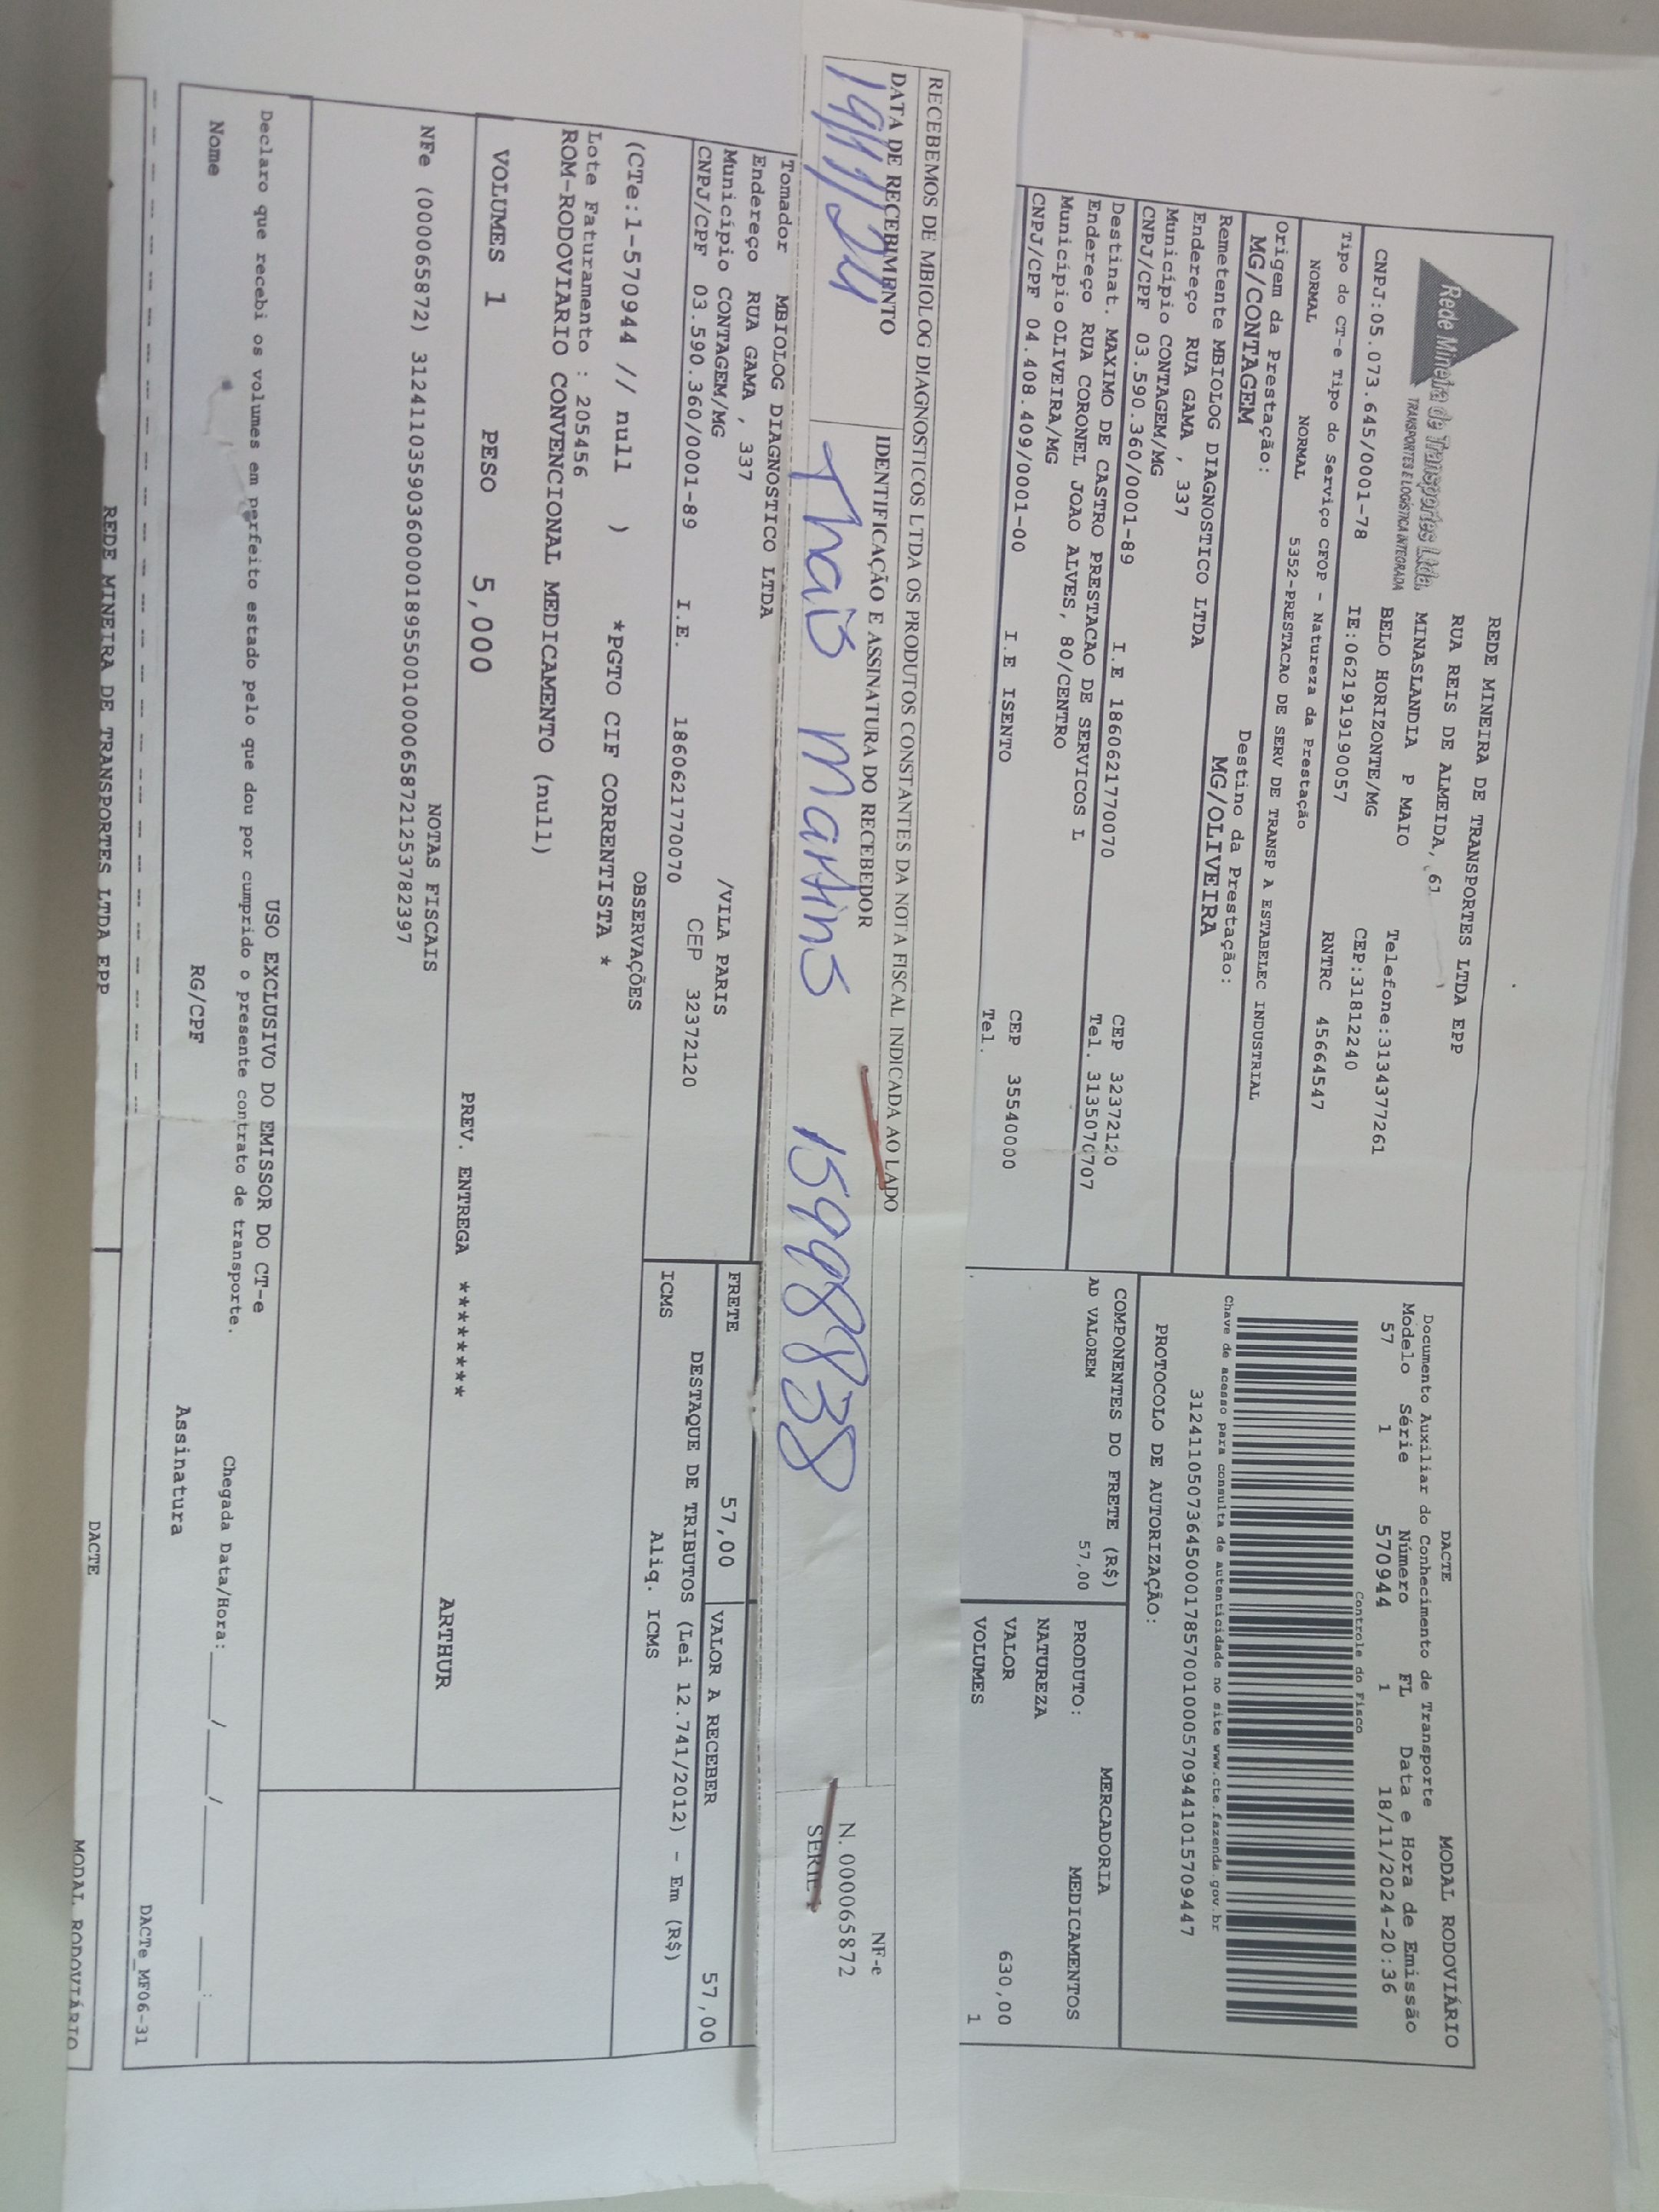 Rede Mineira de Transportes Ltda.
TRANSPORTES E LOGÍSTICA INTEGRADA
REDE MINEIRA DE TRANSPORTES LTDA EPP
RUA REIS DE ALMEIDA, 61
MINASLANDIA P MAIO Telefone:3134377261
BELO HORIZONTE/MG CEP:31812240
CNPJ:05.073.645/0001-78 IE:0621919190057 RNTRC 45664547
Tipo do CT-e Tipo do Serviço CFOP - Natureza da Prestação
NORMAL NORMAL 5352-PRESTACAO DE SERV DE TRANSP A ESTABELEC INDUSTRIAL
Origem da Prestação: Destino da Prestação:
MG/CONTAGEM MG/OLIVEIRA
Remetente MBIOLOG DIAGNOSTICO LTDA
Endereço RUA GAMA , 337
Município CONTAGEM/MG CEP 32372120
CNPJ/CPF 03.590.360/0001-89 I.E 1860621770070 Tel. 3135070707
Destinat. MAXIMO DE CASTRO PRESTACAO DE SERVICOS L
Endereço RUA CORONEL JOAO ALVES, 80/CENTRO
Município OLIVEIRA/MG CEP 35540000
CNPJ/CPF 04.408.409/0001-00 I.E ISENTO Tel.
DACTE MODAL RODOVIÁRIO
Documento Auxiliar do Conhecimento de Transporte
Modelo Série Número FL Data e Hora de Emissão
57 1 570944 1 18/11/2024-20:36
Controle do Fisco
Chave de acesso para consulta de autenticidade no site www.cte.fazenda.gov.br
31241105073645000178570010005709441015709447
PROTOCOLO DE AUTORIZAÇÃO:
COMPONENTES DO FRETE (R$)
AD VALOREM 57,00
MERCADORIA
PRODUTO: MEDICAMENTOS
NATUREZA
VALOR 630,00
VOLUMES 1
RECEBEMOS DE MBIOLOG DIAGNOSTICOS LTDA OS PRODUTOS CONSTANTES DA NOTA FISCAL INDICADA AO LADO
DATA DE RECEBIMENTO IDENTIFICAÇÃO E ASSINATURA DO RECEBEDOR
19/11/24 Thais Martins 15998838
NF-e
N. 000065872
SERIE 1
Tomador MBIOLOG DIAGNOSTICO LTDA
Endereço RUA GAMA , 337 /VILA PARIS
Município CONTAGEM/MG CEP 32372120
CNPJ/CPF 03.590.360/0001-89 I.E. 1860621770070
FRETE 57,00 VALOR A RECEBER 57,00
DESTAQUE DE TRIBUTOS (Lei 12.741/2012) - Em (R$)
ICMS Aliq. ICMS
OBSERVAÇÕES
(CTe:1-570944 // null ) *PGTO CIF CORRENTISTA *
Lote Faturamento : 205456
ROM-RODOVIARIO CONVENCIONAL MEDICAMENTO (null)
VOLUMES 1 PESO 5,000 PREV. ENTREGA ******** ARTHUR
NOTAS FISCAIS
NFe (000065872) 31241103590360000189550010000658721253782397
USO EXCLUSIVO DO EMISSOR DO CT-e
Declaro que recebi os volumes em perfeito estado pelo que dou por cumprido o presente contrato de transporte.
Chegada Data/Hora: ____/____/______ ___:___
Nome RG/CPF Assinatura
DACTe_MF06-31
REDE MINEIRA DE TRANSPORTES LTDA EPP DACTE MODAL RODOVIÁRIO